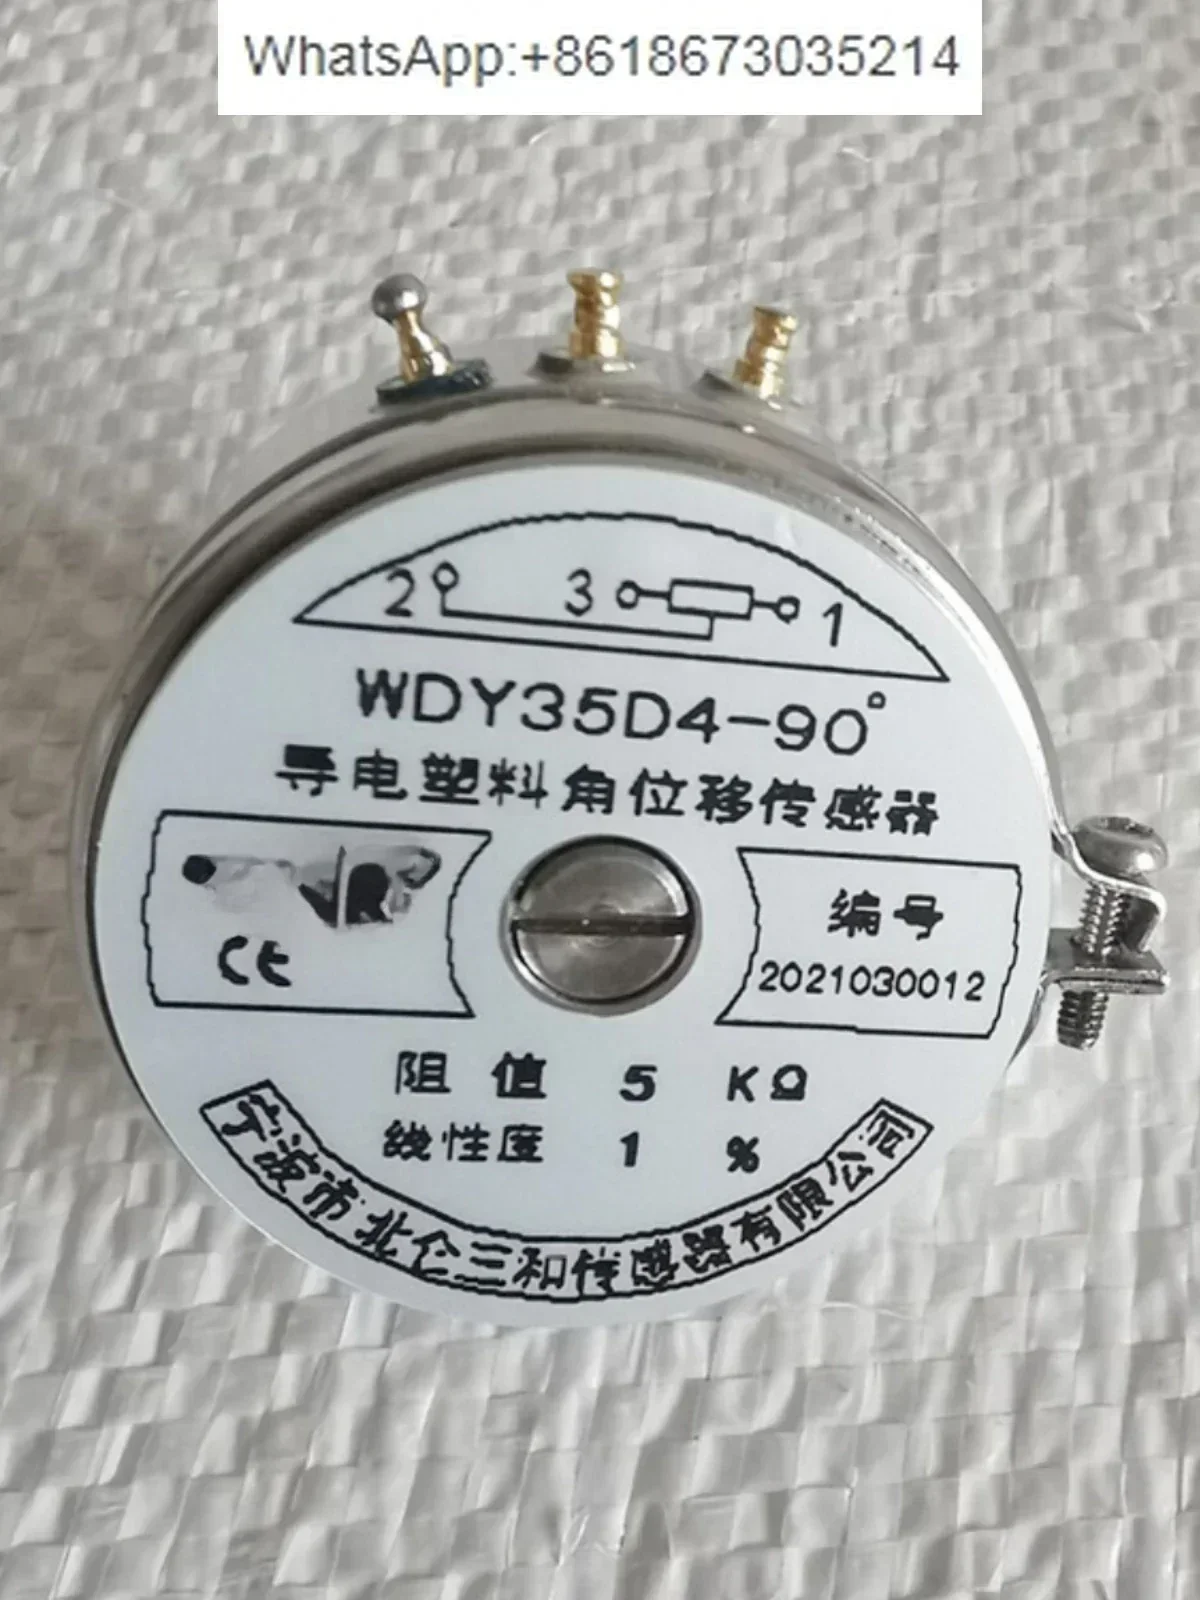 WhatsApp:+8618673035214
2 3 1
WDY35D4-90°
导电塑料角位移传感器
CE
编号
2021030012
阻值 5 KΩ
线性度 1 %
宁波市北仑三和传感器有限公司